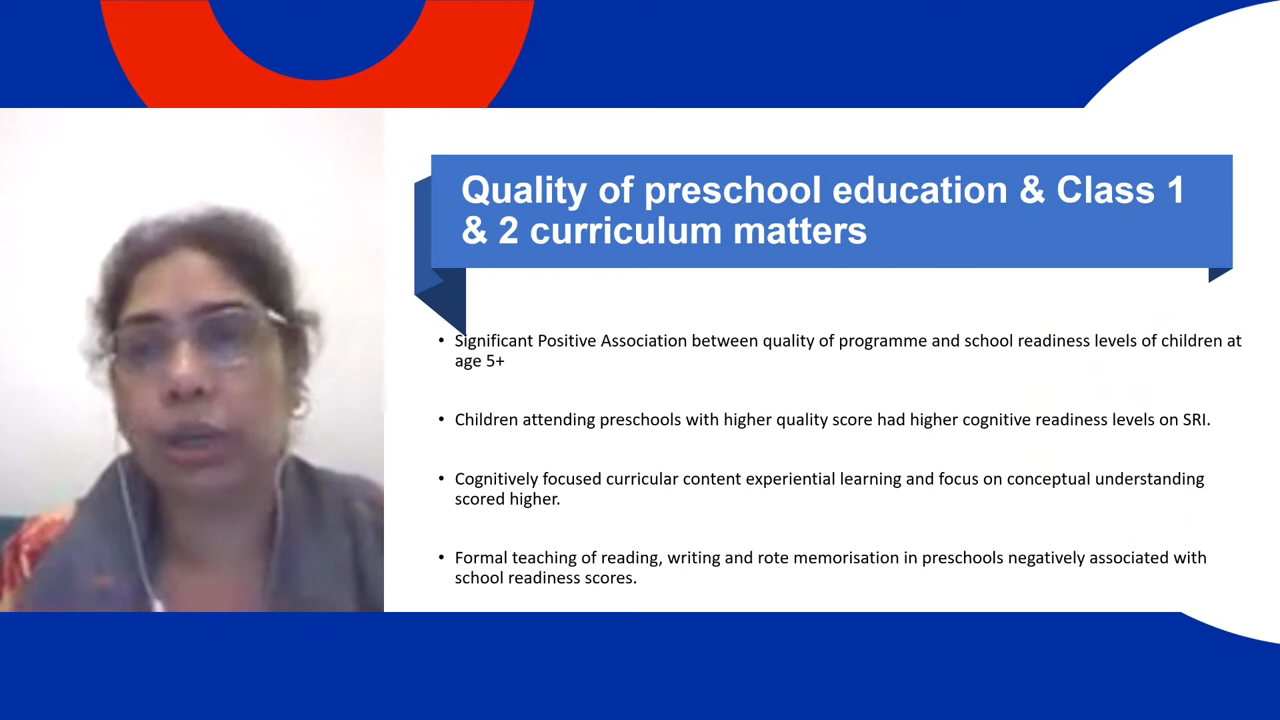 Quality of preschool education & Class 1
& 2 curriculum matters
• Significant Positive Association between quality of programme and school readiness levels of children at
age 5+
• Children attending preschools with higher quality score had higher cognitive readiness levels on SRI.
• Cognitively focused curricular content experiential learning and focus on conceptual understanding
scored higher.
• Formal teaching of reading, writing and rote memorisation in preschools negatively associated with
school readiness scores.